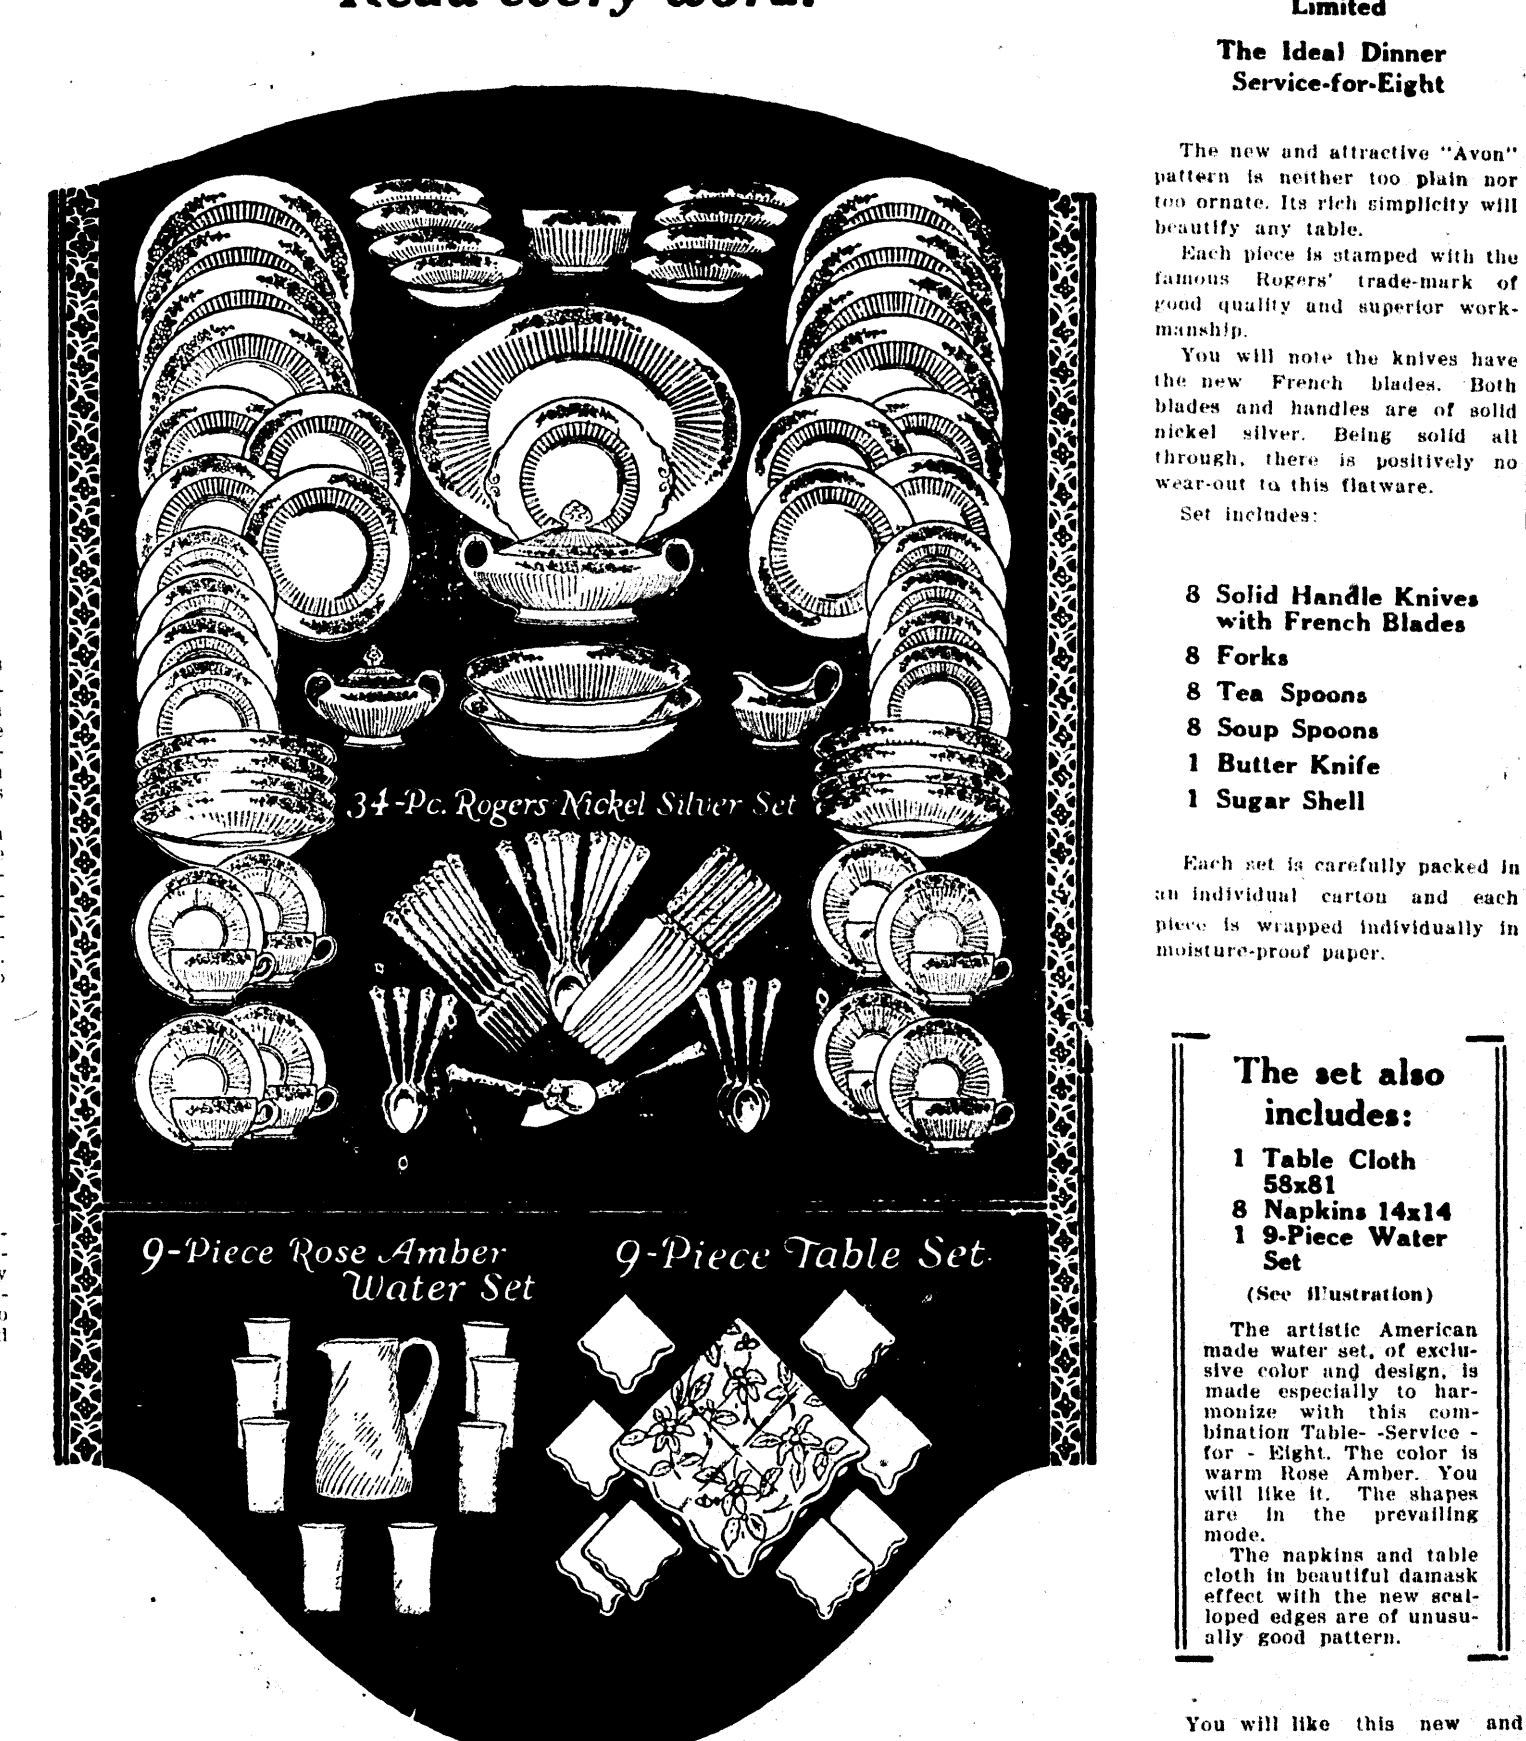 Read every word!
34-Pc. Rogers Nickel Silver Set
9-Piece Rose Amber
Water Set
9-Piece Table Set
Limited
The Ideal Dinner
Service-for-Eight
The new and attractive "Avon"
pattern is neither too plain nor
too ornate. Its rich simplicity will
beautify any table.
Each piece is stamped with the
famous Rogers' trade-mark of
good quality and superior work-
manship.
You will note the knives have
the new French blades. Both
blades and handles are of solid
nickel silver. Being solid all
through, there is positively no
wear-out to this flatware.
Set includes:
8 Solid Handle Knives
with French Blades
8 Forks
8 Tea Spoons
8 Soup Spoons
1 Butter Knife
1 Sugar Shell
Each set is carefully packed in
an individual carton and each
piece is wrapped individually in
moisture-proof paper.
The set also
includes:
1 Table Cloth
58x81
8 Napkins 14x14
1 9-Piece Water
Set
(See illustration)
The artistic American
made water set, of exclu-
sive color and design, is
made especially to har-
monize with this com-
bination Table- -Service -
for - Eight. The color is
warm Rose Amber. You
will like it. The shapes
are in the prevailing
mode.
The napkins and table
cloth in beautiful damask
effect with the new scal-
loped edges are of unusu-
ally good pattern.
You will like this new and